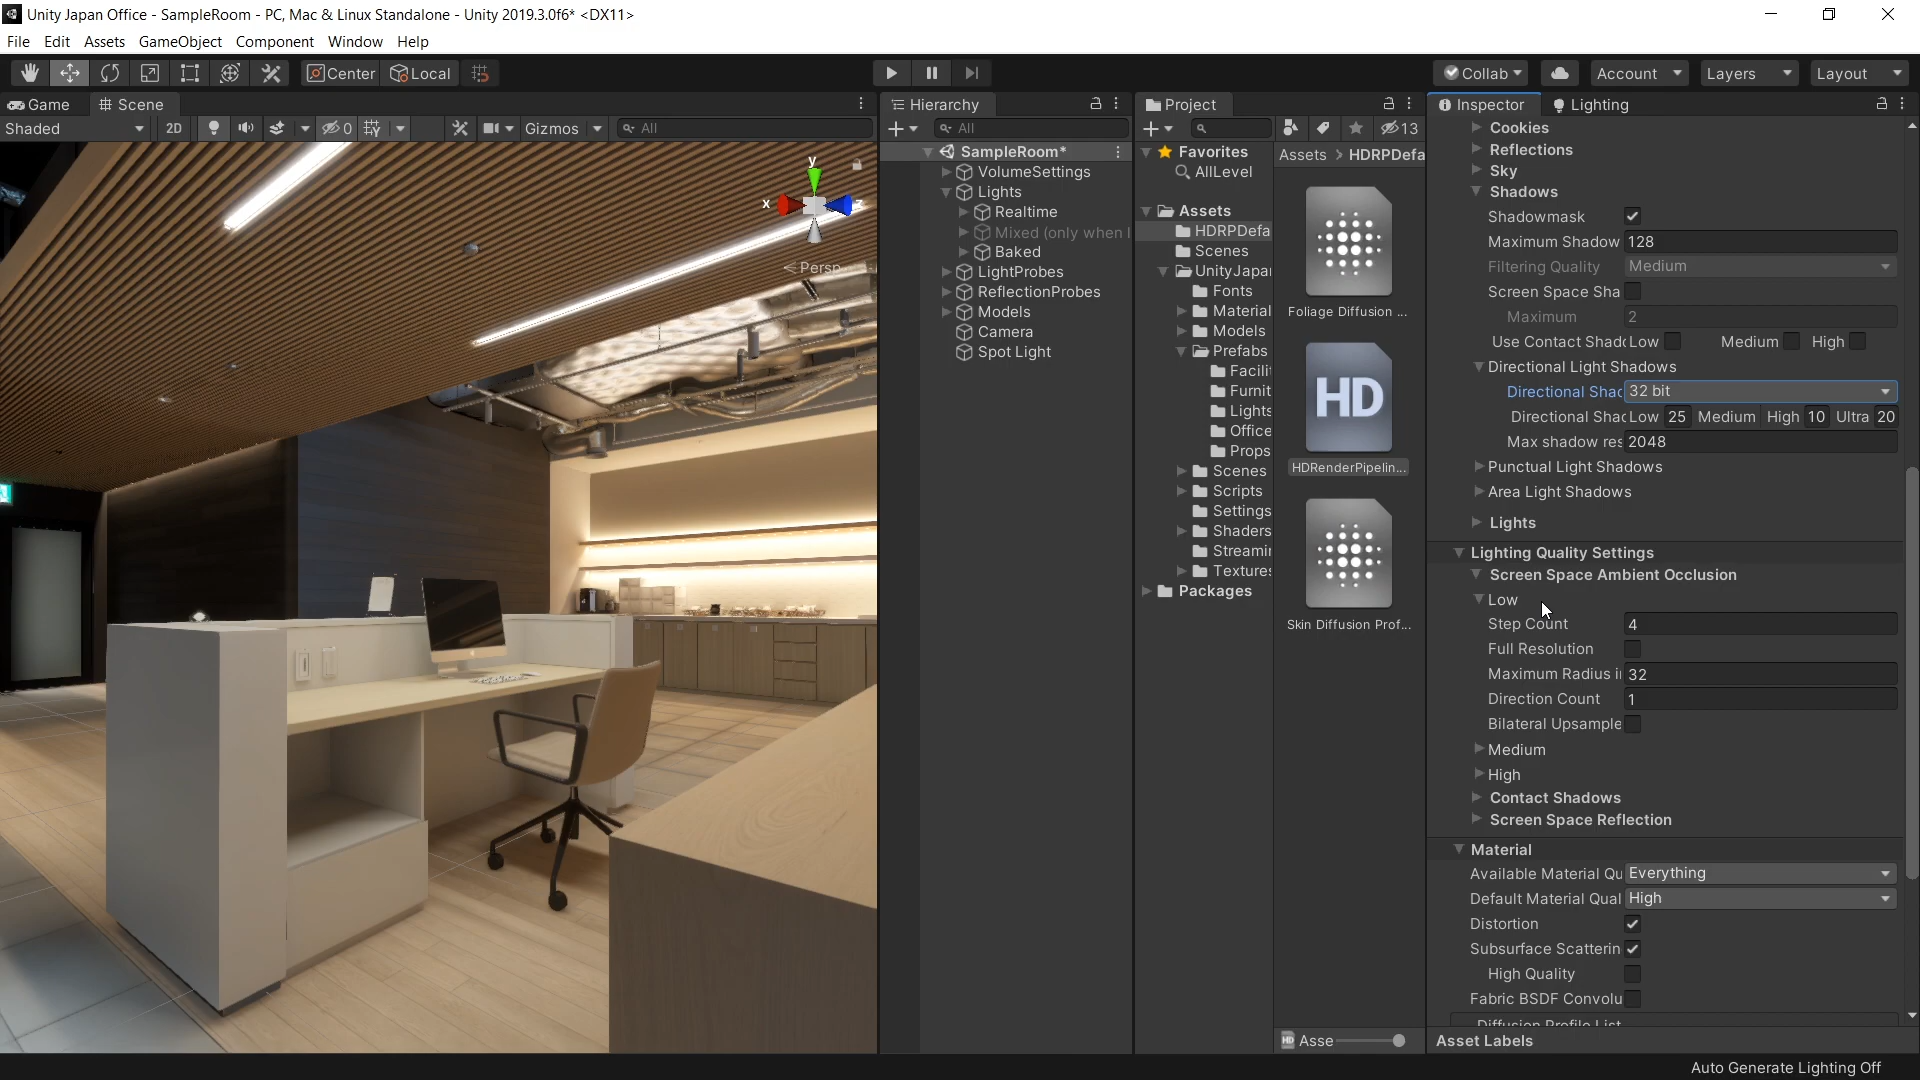 Unity Japan Office - SampleRoom - PC, Mac & Linux Standalone - Unity 2019.3.0f6* <DX11>
File Edit Assets GameObject Component Window Help
Center Local Collab Account Layers Layout
Game Scene
Shaded 2D 0 Gizmos All
y
x
z
Persp
Hierarchy
All
SampleRoom*
VolumeSettings
Lights
Realtime
Mixed (only when l
Baked
LightProbes
ReflectionProbes
Models
Camera
Spot Light
Project
13
Favorites
AllLevel
Assets
HDRPDefa
Scenes
UnityJapan
Fonts
Material
Models
Prefabs
Facilit
Furnit
Lights
Office
Props
Scenes
Scripts
Settings
Shaders
Streamin
Textures
Packages
Assets > HDRPDefa
Foliage Diffusion ...
HD
HDRenderPipelin...
Skin Diffusion Prof...
HD Asse
Inspector Lighting
Cookies
Reflections
Sky
Shadows
Shadowmask
Maximum Shadow 128
Filtering Quality Medium
Screen Space Sha
Maximum 2
Use Contact Shadc Low Medium High
Directional Light Shadows
Directional Shac 32 bit
Directional Shac Low 25 Medium High 10 Ultra 20
Max shadow res 2048
Punctual Light Shadows
Area Light Shadows
Lights
Lighting Quality Settings
Screen Space Ambient Occlusion
Low
Step Count 4
Full Resolution
Maximum Radius i 32
Direction Count 1
Bilateral Upsample
Medium
High
Contact Shadows
Screen Space Reflection
Material
Available Material Qu Everything
Default Material Qual High
Distortion
Subsurface Scatterin
High Quality
Fabric BSDF Convolu
Diffusion Profile List
Asset Labels
Auto Generate Lighting Off